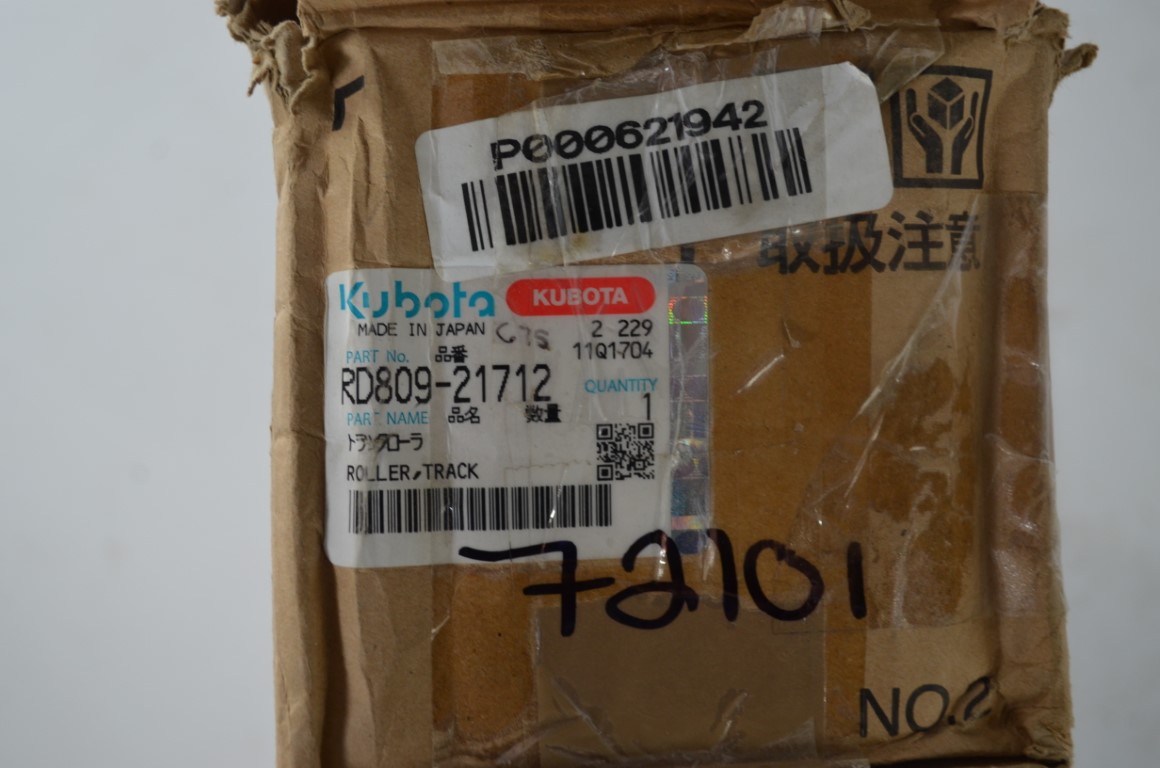 P000621942
取扱注意
Kubota KUBOTA
MADE IN JAPAN 2 229
PART No. 品番 11Q1704
RD809-21712 QUANTITY
PART NAME 品名 数量 1
トラックローラ
ROLLER,TRACK
72101
NO.2